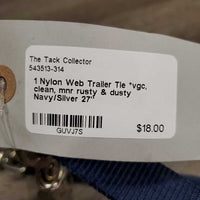 The Tack Collector
543513-314
1 Nylon Web Trailer Tie *vgc,
clean, mnr rusty & dusty
Navy/Silver 27"
GUVJ7S
$18.00